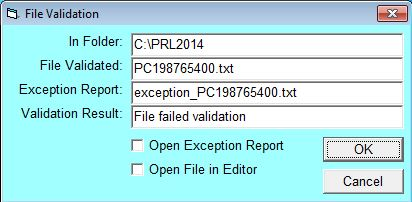 File Validation
In Folder: C:\PRL2014
File Validated: PC198765400.txt
Exception Report: exception_PC198765400.txt
Validation Result: File failed validation
Open Exception Report OK
Open File in Editor
Cancel